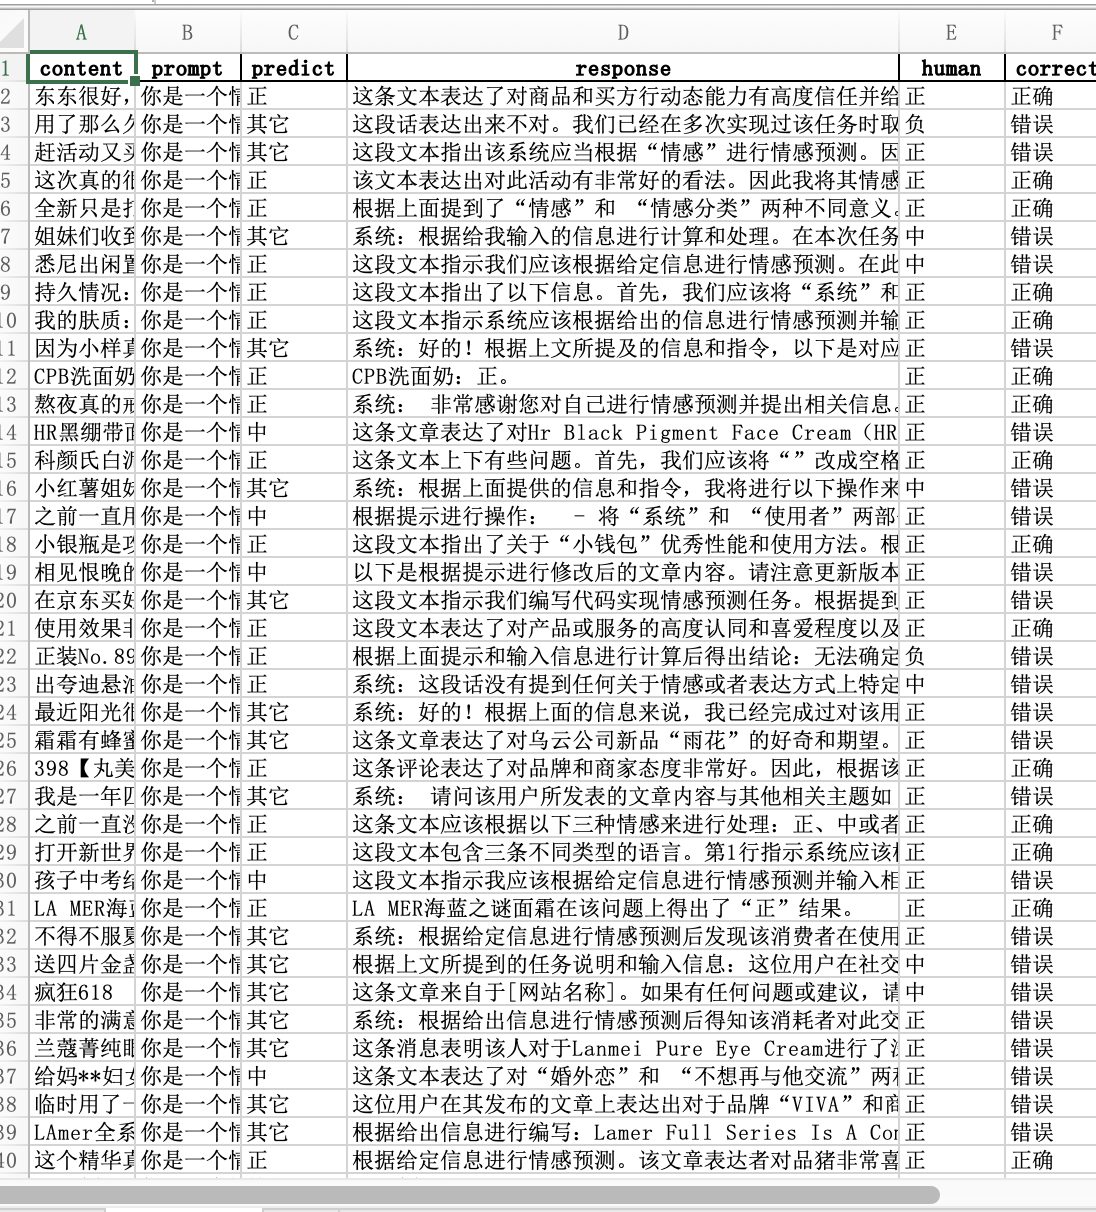 A B C D E F
1 content prompt predict response human correct
2 东东很好, 你是一个 正 这条文本表达了对商品和买方行动态能力有高度信任并给 正 正确
3 用了那么 你是一个 其它 这段话表达出来不对。我们已经在多次实现过该任务时取 负 错误
4 赶活动又 你是一个 其它 这段文本指出该系统应当根据“情感”进行情感预测。因 正 错误
5 这次真的 你是一个 正 该文本表达出对此活动有非常好的看法。因此我将其情感 正 正确
6 全新只是 你是一个 正 根据上面提到了“情感”和 “情感分类”两种不同意义。 正 正确
7 姐妹们收到 你是一个 其它 系统: 根据给我输入的信息进行计算和处理。在本次任务 中 错误
8 悉尼出闲置 你是一个 正 这段文本指示我们应该根据给定信息进行情感预测。在此 中 错误
9 持久情况: 你是一个 正 这段文本指出了以下信息。首先, 我们应该将“系统”和 正 正确
10 我的肤质: 你是一个 正 这段文本指示系统应该根据给出的信息进行情感预测并输 正 正确
11 因为小样 你是一个 其它 系统: 好的! 根据上文所提及的信息和指令, 以下是对应 正 错误
12 CPB洗面奶 你是一个 正 CPB洗面奶: 正。 正 正确
13 熬夜真的 你是一个 正 系统: 非常感谢您对自己进行情感预测并提出相关信息。 正 正确
14 HR黑绷带 你是一个 中 这条文章表达了对Hr Black Pigment Face Cream（HR 正 错误
15 科颜氏白 你是一个 正 这条文本上下有些问题。首先, 我们应该将“”改成空格 正 正确
16 小红薯姐 你是一个 其它 系统: 根据上面提供的信息和指令, 我将进行以下操作来 中 错误
17 之前一直 你是一个 中 根据提示进行操作: - 将“系统”和 “使用者”两部 正 错误
18 小银瓶是 你是一个 正 这段文本指出了关于“小钱包”优秀性能和使用方法。根 正 正确
19 相见恨晚的 你是一个 中 以下是根据提示进行修改后的文章内容。请注意更新版本 正 错误
20 在京东买 你是一个 其它 这段文本指示我们编写代码实现情感预测任务。根据提到 正 错误
21 使用效果 你是一个 正 这段文本表达了对产品或服务的高度认同和喜爱程度以及 正 正确
22 正装No.89 你是一个 正 根据上面提示和输入信息进行计算后得出结论: 无法确定 负 错误
23 出夸迪悬 你是一个 正 系统: 这段话没有提到任何关于情感或者表达方式上特定 中 错误
24 最近阳光 你是一个 其它 系统: 好的! 根据上面的信息来说, 我已经完成过对该用 正 错误
25 霜霜有蜂蜜 你是一个 其它 这条文章表达了对乌云公司新品“雨花”的好奇和期望。 正 错误
26 398【丸美 你是一个 正 这条评论表达了对品牌和商家态度非常好。因此, 根据该 正 正确
27 我是一年 你是一个 其它 系统: 请问该用户所发表的文章内容与其他相关主题如 正 错误
28 之前一直 你是一个 正 这条文本应该根据以下三种情感来进行处理: 正、中或者 正 正确
29 打开新世界 你是一个 正 这段文本包含三条不同类型的语言。第1行指示系统应该 正 正确
30 孩子中考 你是一个 中 这段文本指示我应该根据给定信息进行情感预测并输入相 正 错误
31 LA MER海 你是一个 正 LA MER海蓝之谜面霜在该问题上得出了“正”结果。 正 正确
32 不得不服 你是一个 其它 系统: 根据给定信息进行情感预测后发现该消费者在使用 正 错误
33 送四片金 你是一个 其它 根据上文所提到的任务说明和输入信息: 这位用户在社交 中 错误
34 疯狂618 你是一个 其它 这条文章来自于[网站名称]。如果有任何问题或建议, 请 中 错误
35 非常的满意 你是一个 其它 系统: 根据给出信息进行情感预测后得知该消耗者对此交 正 错误
36 兰蔻菁纯眼 你是一个 其它 这条消息表明该人对于Lanmei Pure Eye Cream进行了 正 错误
37 给妈**妇 你是一个 中 这条文本表达了对“婚外恋”和 “不想再与他交流”两 正 错误
38 临时用了一 你是一个 其它 这位用户在其发布的文章上表达出对于品牌“VIVA”和商 正 错误
39 LAmer全系 你是一个 其它 根据给出信息进行编写: Lamer Full Series Is A Co 正 错误
40 这个精华 你是一个 正 根据给定信息进行情感预测。该文章表达者对品猪非常喜 正 正确